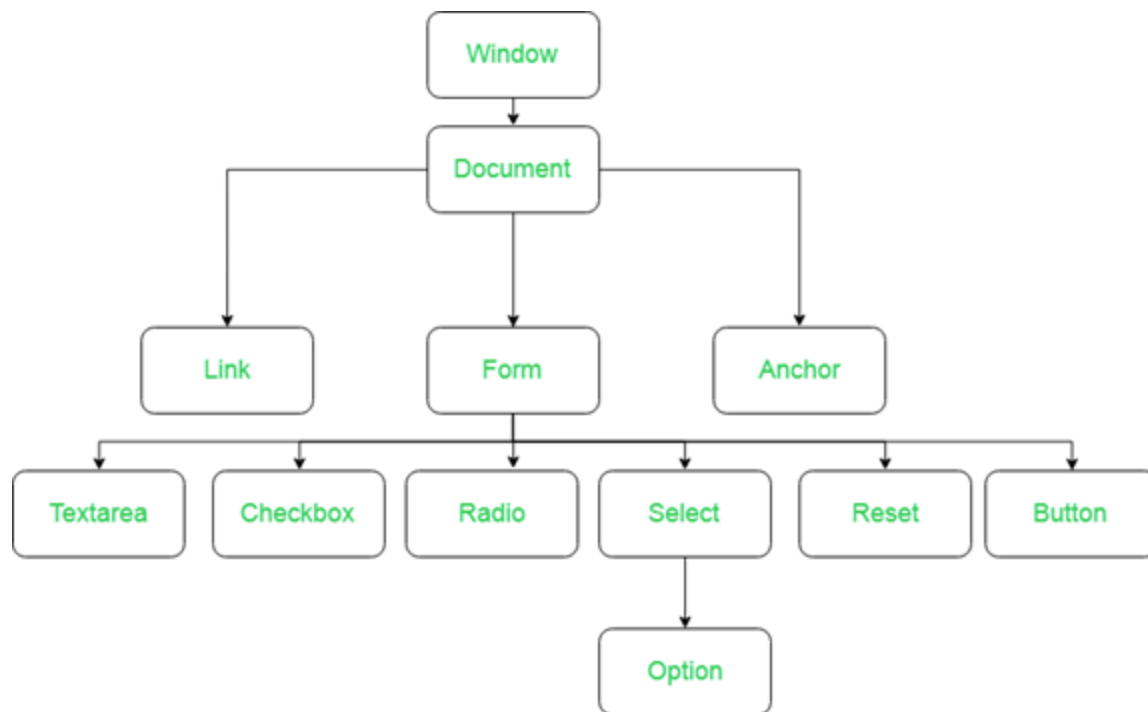 Window
Document
Link
Form
Anchor
Textarea
Checkbox
Radio
Select
Reset
Button
Option